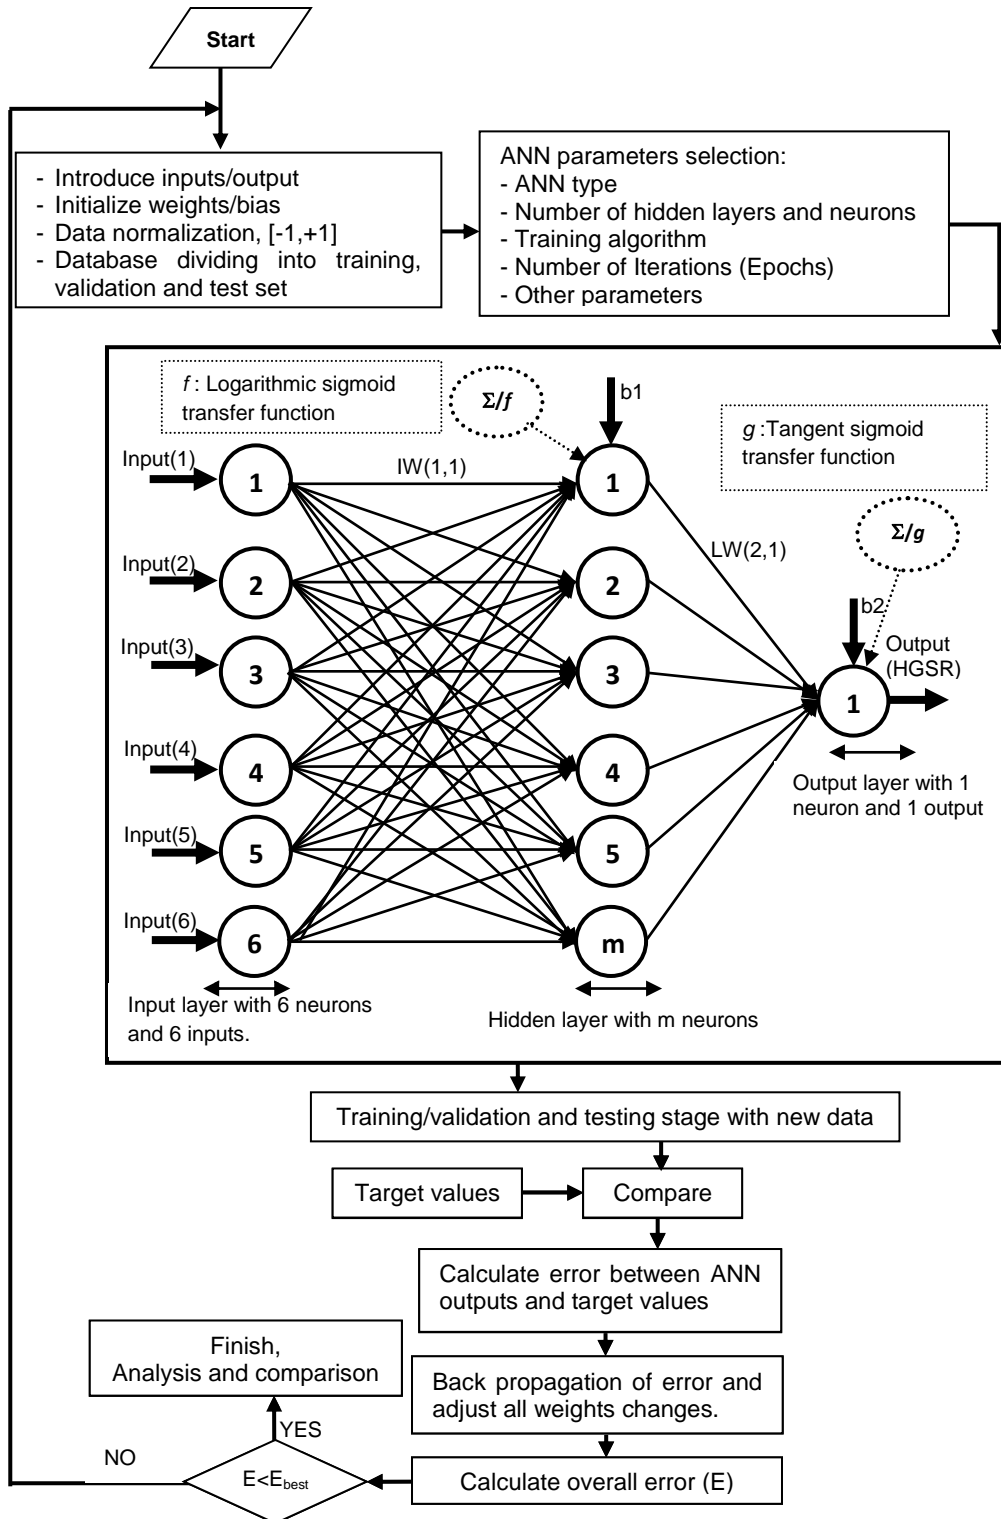 Start
- Introduce inputs/output
- Initialize weights/bias
- Data normalization, [-1,+1]
- Database dividing into training,
validation and test set
ANN parameters selection:
- ANN type
- Number of hidden layers and neurons
- Training algorithm
- Number of Iterations (Epochs)
- Other parameters
f : Logarithmic sigmoid
transfer function
Σ/f
b1
g :Tangent sigmoid
transfer function
Input(1)
1
IW(1,1)
1
Σ/g
LW(2,1)
Input(2)
2
2
b2
Input(3)
3
3
Output
(HGSR)
1
Input(4)
4
4
Output layer with 1
neuron and 1 output
Input(5)
5
5
Input(6)
6
m
Input layer with 6 neurons
and 6 inputs.
Hidden layer with m neurons
Training/validation and testing stage with new data
Target values
Compare
Calculate error between ANN
outputs and target values
Finish,
Analysis and comparison
Back propagation of error and
adjust all weights changes.
YES
NO
E<Ebest
Calculate overall error (E)